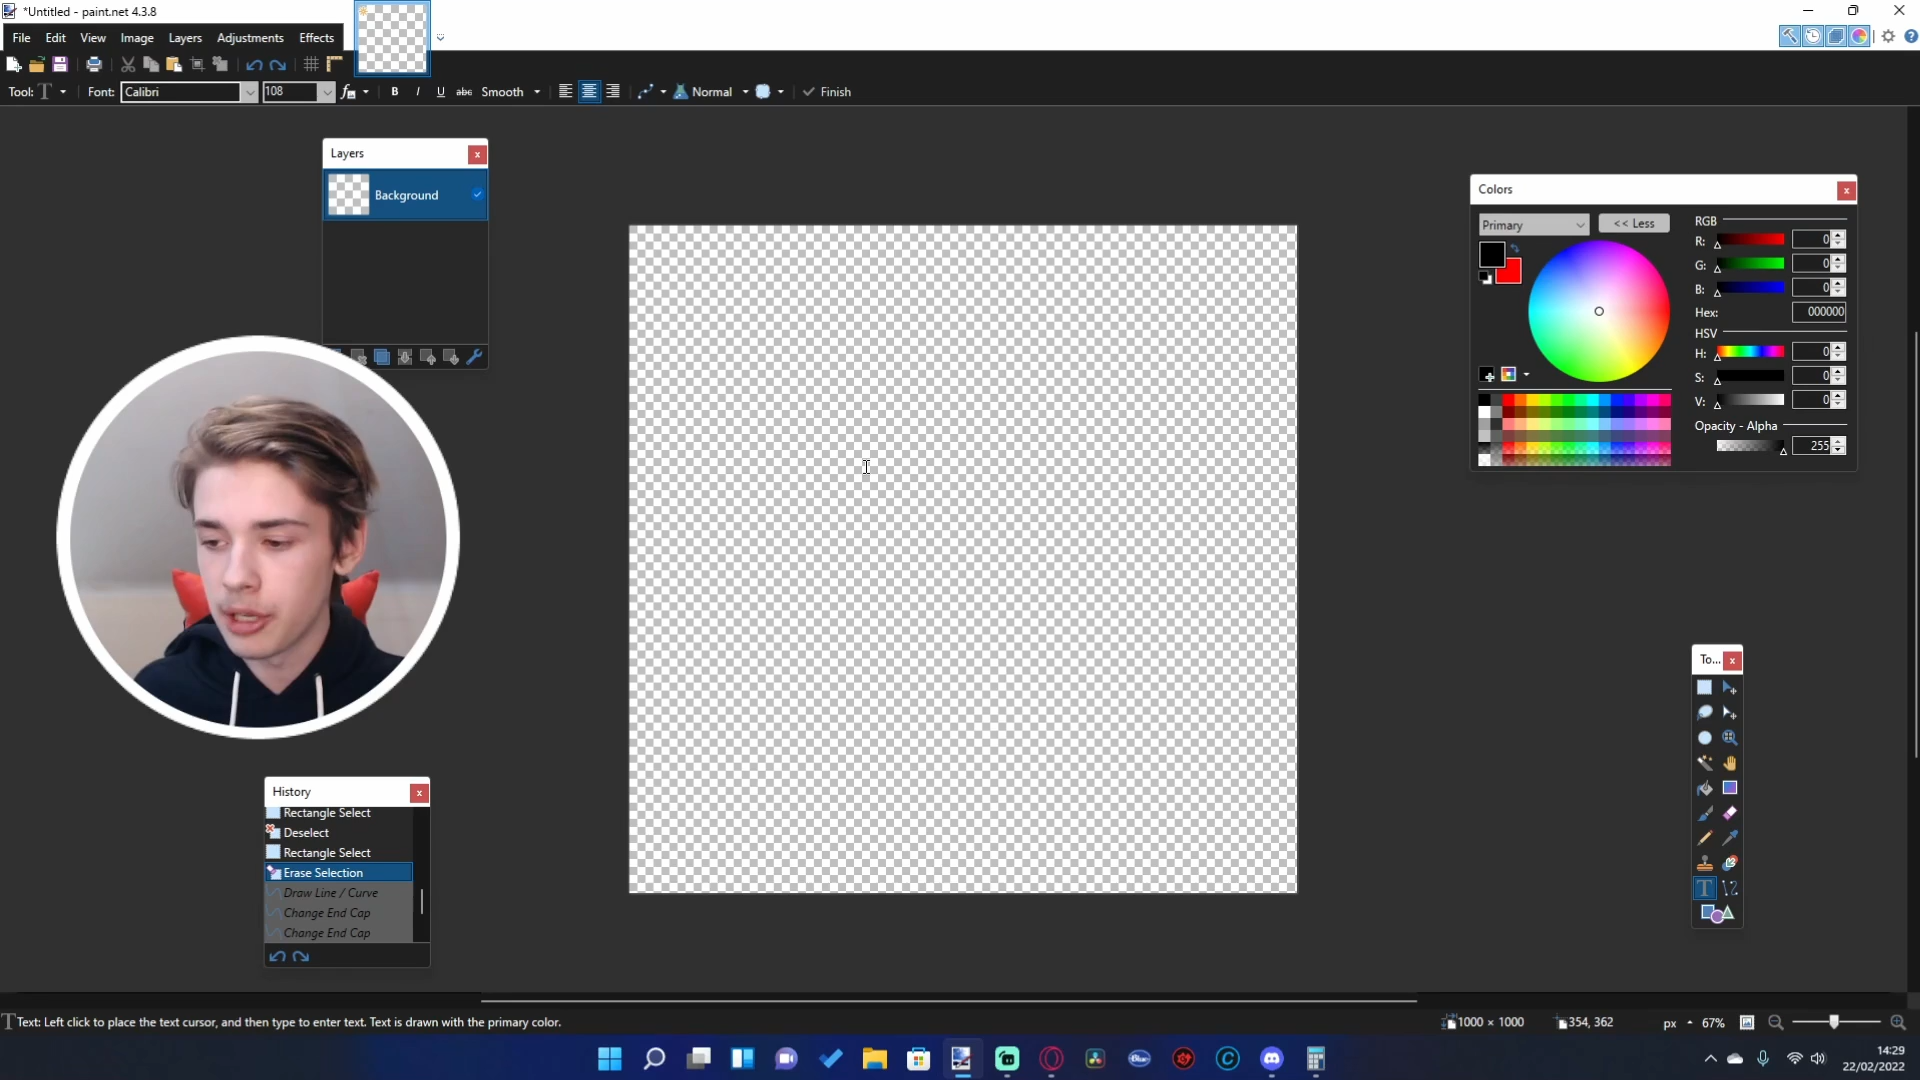 *Untitled - paint.net 4.3.8
File Edit View Image Layers Adjustments Effects
Tool: Font: Calibri 108 B I U abc Smooth Normal Finish
Layers
Background
Colors
Primary << Less
RGB
R: 0
G: 0
B: 0
Hex: 000000
HSV
H: 0
S: 0
V: 0
Opacity - Alpha
255
To...
History
Rectangle Select
Deselect
Rectangle Select
Erase Selection
Draw Line / Curve
Change End Cap
Change End Cap
Text: Left click to place the text cursor, and then type to enter text. Text is drawn with the primary color.
1000 × 1000 354, 362 px 67%
Blue
14:29
22/02/2022